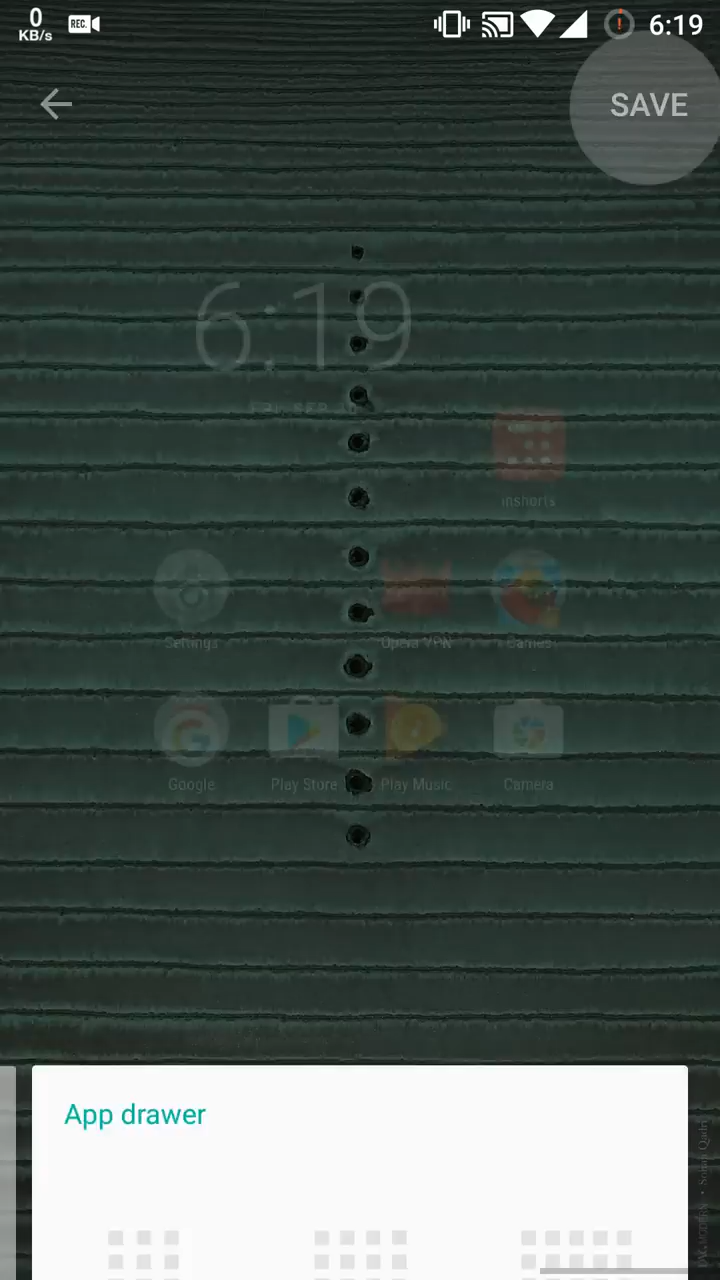 0
KB/s
REC.
6:19
SAVE
6:19
inshorts
Settings
Opera VPN
Games
Google
Play Store
Play Music
Camera
App drawer